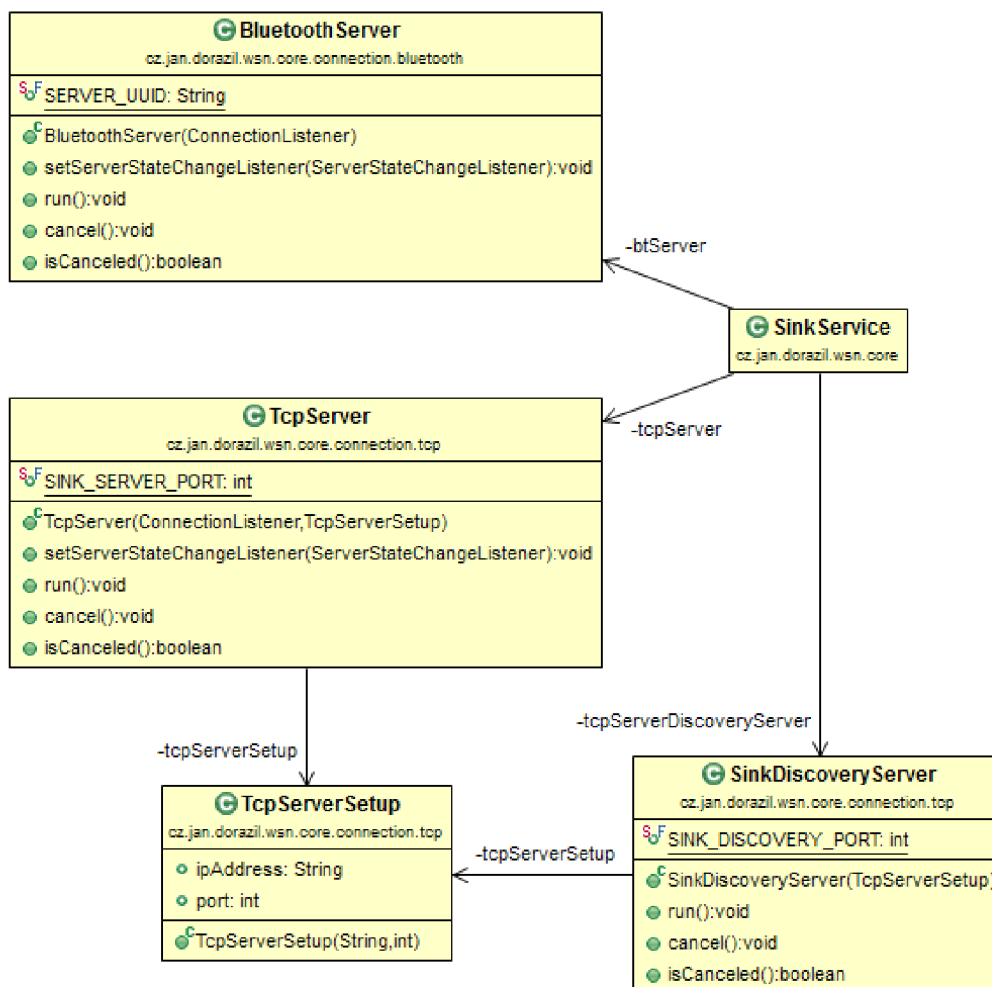 BluetoothServer
cz.jan.dorazil.wsn.core.connection.bluetooth
SERVER_UUID: String
BluetoothServer(ConnectionListener)
setServerStateChangeListener(ServerStateChangeListener):void
run():void
cancel():void
isCanceled():boolean
-btServer
SinkService
cz.jan.dorazil.wsn.core
-tcpServer
TcpServer
cz.jan.dorazil.wsn.core.connection.tcp
SINK_SERVER_PORT: int
TcpServer(ConnectionListener,TcpServerSetup)
setServerStateChangeListener(ServerStateChangeListener):void
run():void
cancel():void
isCanceled():boolean
-tcpServerDiscoveryServer
-tcpServerSetup
TcpServerSetup
cz.jan.dorazil.wsn.core.connection.tcp
ipAddress: String
port: int
TcpServerSetup(String,int)
-tcpServerSetup
SinkDiscoveryServer
cz.jan.dorazil.wsn.core.connection.tcp
SINK_DISCOVERY_PORT: int
SinkDiscoveryServer(TcpServerSetup)
run():void
cancel():void
isCanceled():boolean